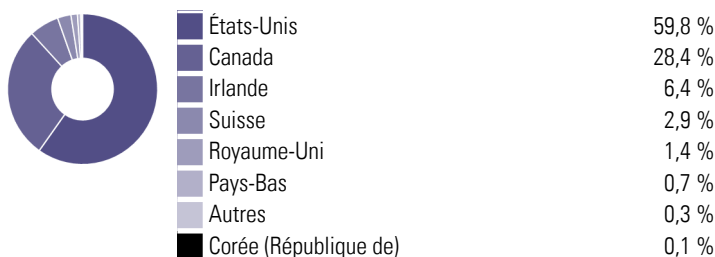 États-Unis 59,8 %
Canada 28,4 %
Irlande 6,4 %
Suisse 2,9 %
Royaume-Uni 1,4 %
Pays-Bas 0,7 %
Autres 0,3 %
Corée (République de) 0,1 %